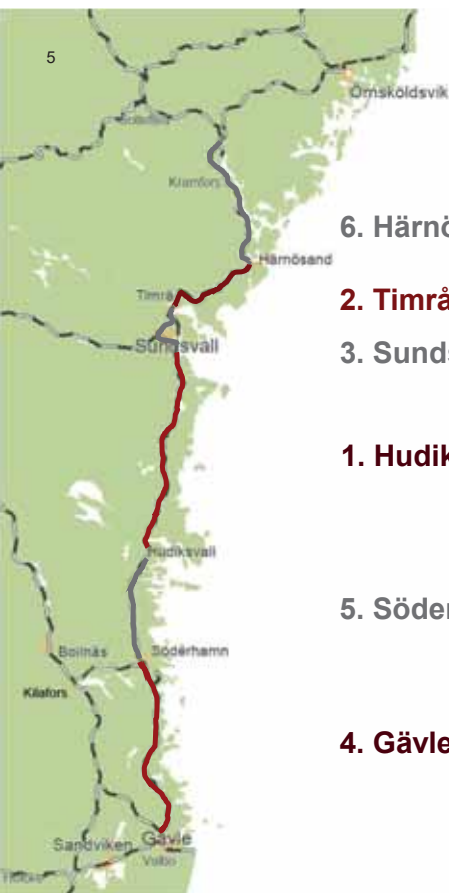 5
Örnsköldsvik
Kramfors
Härnösand
6. Härnö
Timrå
2. Timrå
Sundsvall
3. Sunds
1. Hudik
Hudiksvall
5. Söder
Bollnäs
Söderhamn
Kilafors
4. Gävle
Sandviken
Gävle
Valbo